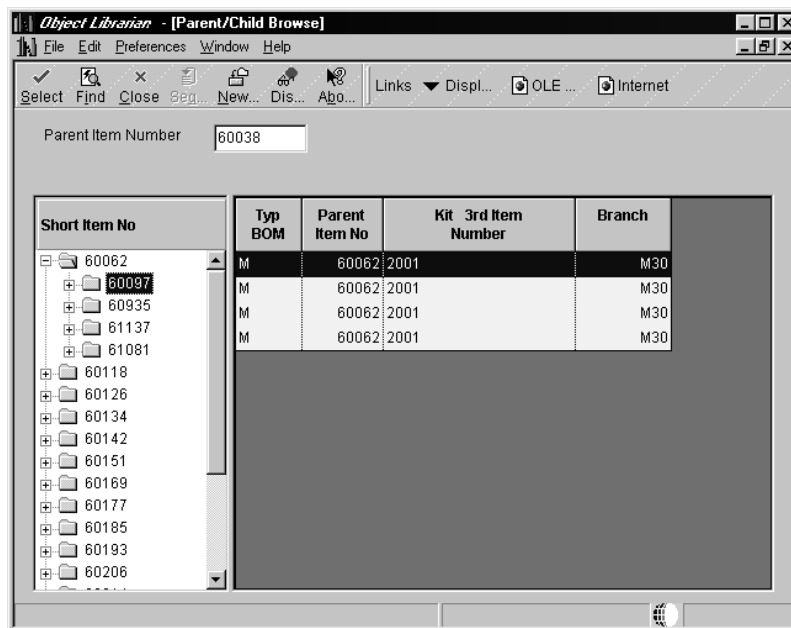 Object Librarian - [Parent/Child Browse]
File Edit Preferences Window Help
Select Find Close Seq... New... Dis... Abo... Links Displ... OLE ... Internet
Parent Item Number 60038
Short Item No
Typ BOM
Parent Item No
Kit 3rd Item Number
Branch
60062
60097
60935
61137
61081
60118
60126
60134
60142
60151
60169
60177
60185
60193
60206
M 60062 2001 M30
M 60062 2001 M30
M 60062 2001 M30
M 60062 2001 M30